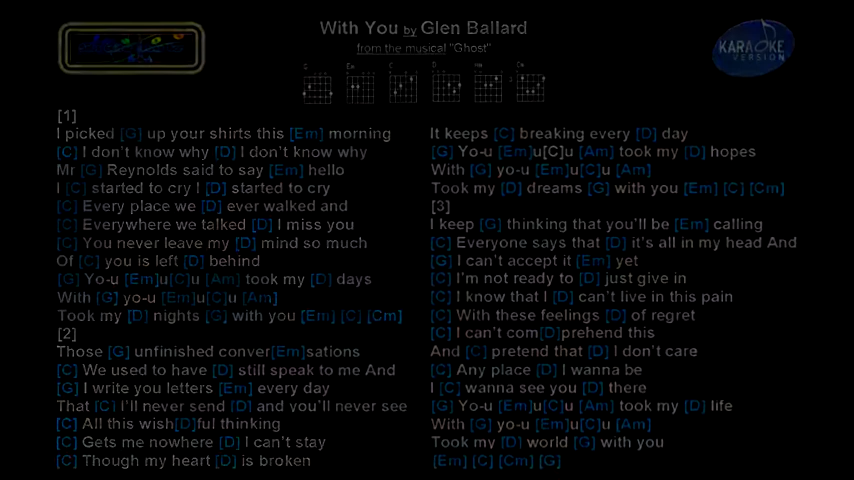 With You by Glen Ballard
from the musical "Ghost"
KARAOKE
VERSION
G Em C D Am Cm
[1]
I picked [G] up your shirts this [Em] morning
[C] I don't know why [D] I don't know why
Mr [G] Reynolds said to say [Em] hello
I [C] started to cry I [D] started to cry
[C] Every place we [D] ever walked and
[C] Everywhere we talked [D] I miss you
[C] You never leave my [D] mind so much
Of [C] you is left [D] behind
[G] Yo-u [Em]u[C]u [Am] took my [D] days
With [G] yo-u [Em]u[C]u [Am]
Took my [D] nights [G] with you [Em] [C] [Cm]
[2]
Those [G] unfinished conver[Em]sations
[C] We used to have [D] still speak to me And
[G] I write you letters [Em] every day
That [C] I'll never send [D] and you'll never see
[C] All this wish[D]ful thinking
[C] Gets me nowhere [D] I can't stay
[C] Though my heart [D] is broken
It keeps [C] breaking every [D] day
[G] Yo-u [Em]u[C]u [Am] took my [D] hopes
With [G] yo-u [Em]u[C]u [Am]
Took my [D] dreams [G] with you [Em] [C] [Cm]
[3]
I keep [G] thinking that you'll be [Em] calling
[C] Everyone says that [D] it's all in my head And
[G] I can't accept it [Em] yet
[C] I'm not ready to [D] just give in
[C] I know that I [D] can't live in this pain
[C] With these feelings [D] of regret
[C] I can't com[D]prehend this
And [C] pretend that [D] I don't care
[C] Any place [D] I wanna be
I [C] wanna see you [D] there
[G] Yo-u [Em]u[C]u [Am] took my [D] life
With [G] yo-u [Em]u[C]u [Am]
Took my [D] world [G] with you
[Em] [C] [Cm] [G]